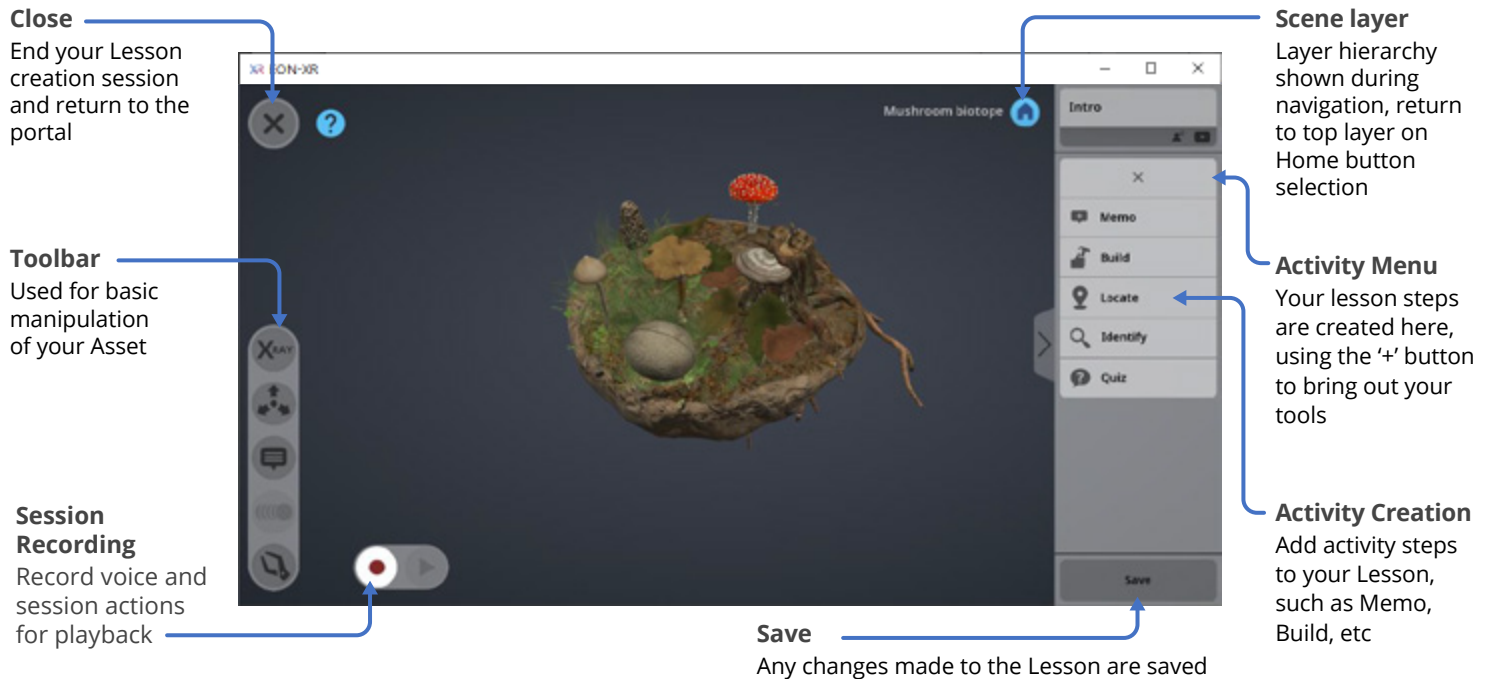 Close
End your Lesson
creation session
and return to the
portal
Toolbar
Used for basic
manipulation
of your Asset
Session
Recording
Record voice and
session actions
for playback
XR EON-XR
?
Mushroom biotope
Intro
Memo
Build
Locate
Identify
Quiz
XRAY
Save
Save
Any changes made to the Lesson are saved
Scene layer
Layer hierarchy
shown during
navigation, return
to top layer on
Home button
selection
Activity Menu
Your lesson steps
are created here,
using the ‘+’ button
to bring out your
tools
Activity Creation
Add activity steps
to your Lesson,
such as Memo,
Build, etc